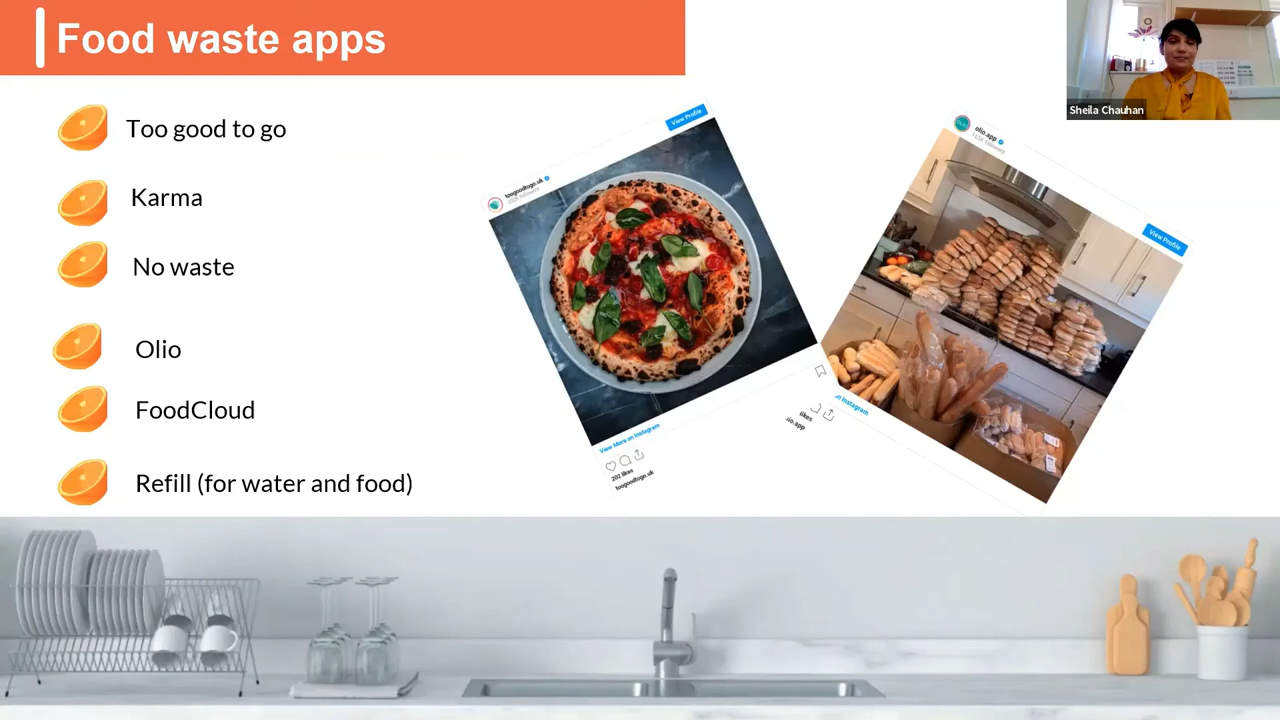 Food waste apps
Sheila Chauhan
Too good to go
Karma
No waste
Olio
FoodCloud
Refill (for water and food)
toogoodtogo.uk
View Profile
View More on Instagram
202 likes
toogoodtogo.uk
olio.app
View Profile
on Instagram
likes
olio.app